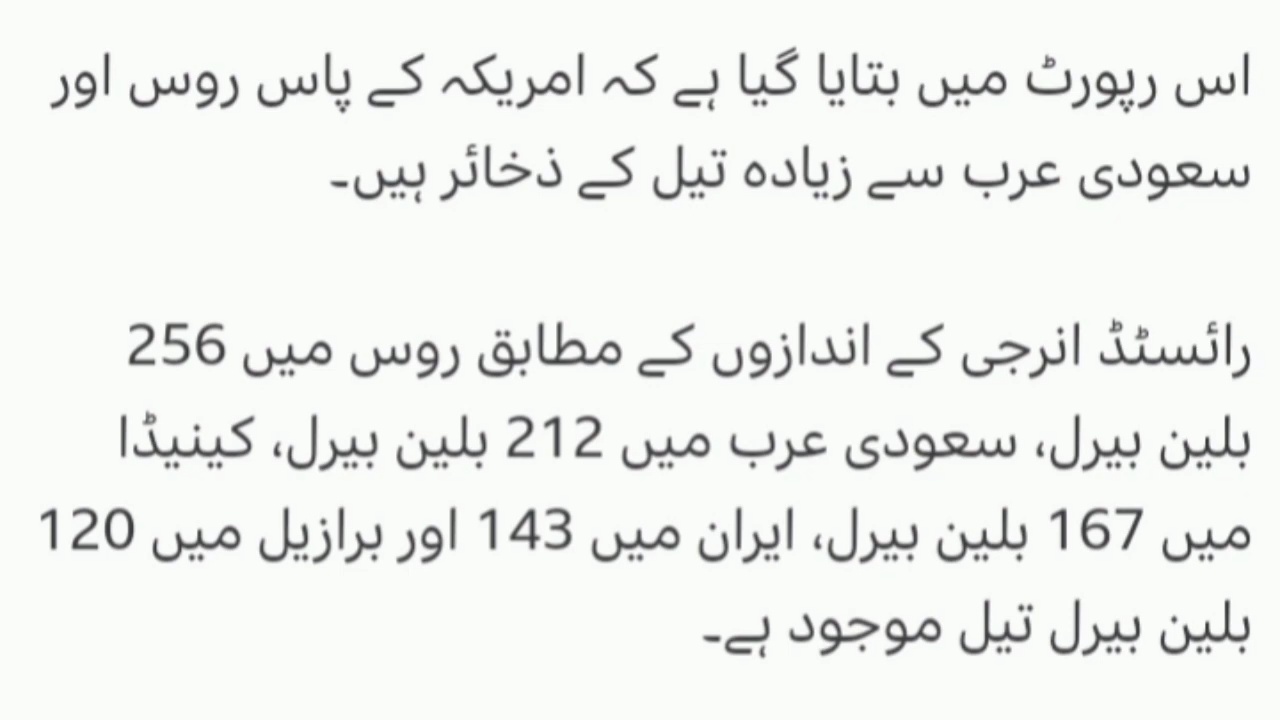 اس رپورٹ میں بتایا گیا ہے کہ امریکہ کے پاس روس اور
سعودی عرب سے زیادہ تیل کے ذخائر ہیں۔
رائسٹڈ انرجی کے اندازوں کے مطابق روس میں 256
بلین بیرل، سعودی عرب میں 212 بلین بیرل، کینیڈا
میں 167 بلین بیرل، ایران میں 143 اور برازیل میں 120
بلین بیرل تیل موجود ہے۔